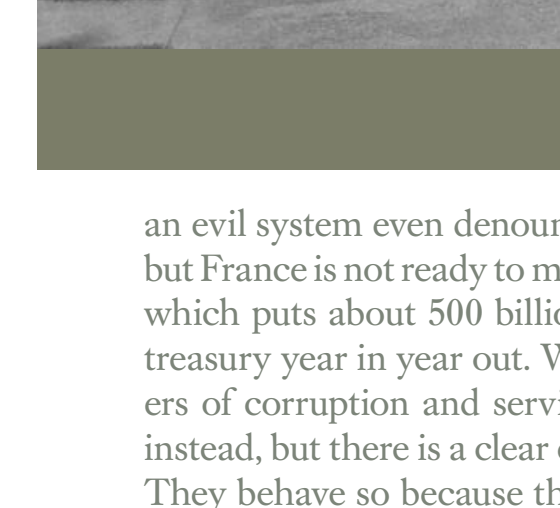 an evil system even denour
but France is not ready to m
which puts about 500 billio
treasury year in year out. W
ers of corruption and servi
instead, but there is a clear
They behave so because th